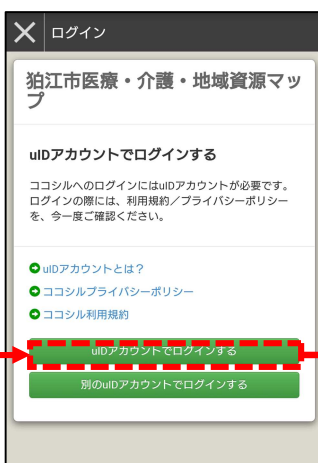 ログイン
狛江市医療・介護・地域資源マッ
プ
uIDアカウントでログインする
ココシルへのログインにはuIDアカウントが必要です。
ログインの際には、利用規約／プライバシーポリシー
を、今一度ご確認ください。
uIDアカウントとは？
ココシルプライバシーポリシー
ココシル利用規約
uIDアカウントでログインする
別のuIDアカウントでログインする